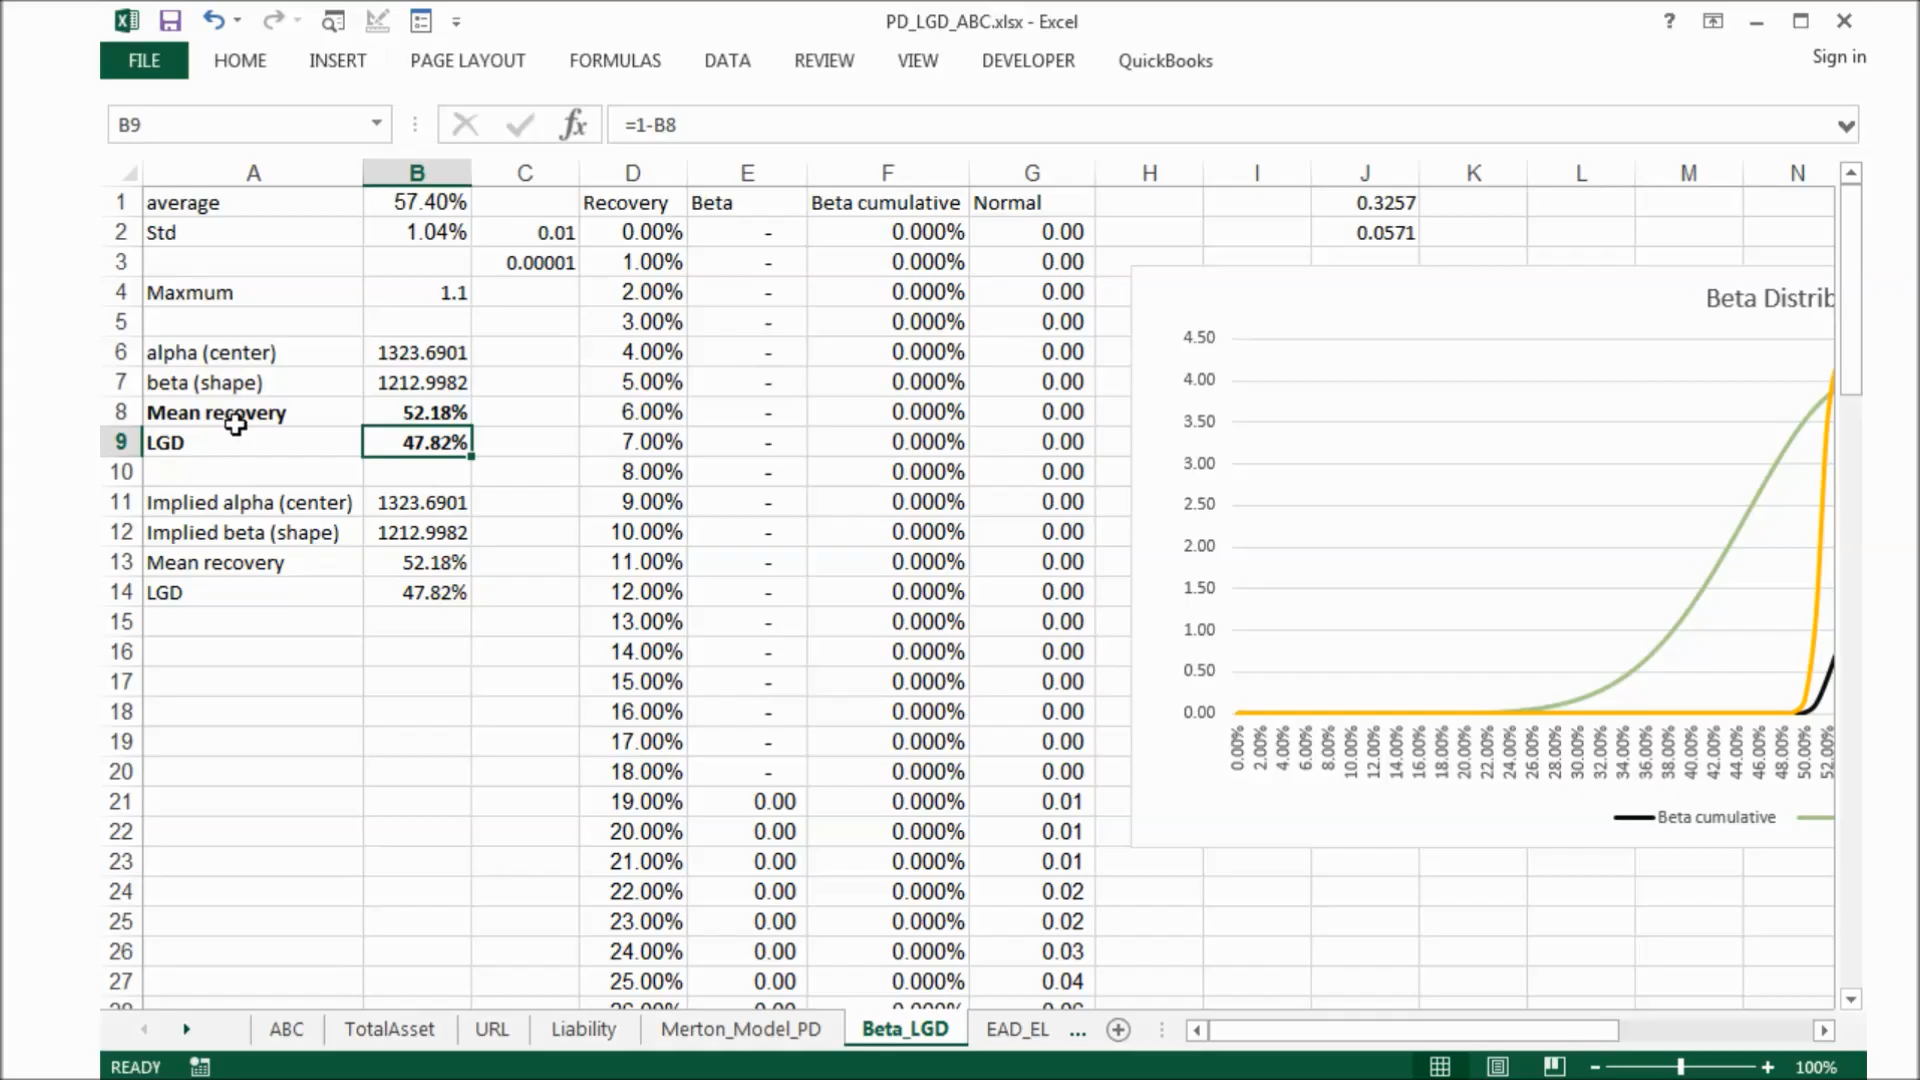 PD_LGD_ABC.xlsx - Excel
?
FILE HOME INSERT PAGE LAYOUT FORMULAS DATA REVIEW VIEW DEVELOPER QuickBooks Sign in
B9 fx =1-B8
A B C D E F G H I J K L M N
1 average 57.40% Recovery Beta Beta cumulative Normal 0.3257
2 Std 1.04% 0.01 0.00% - 0.000% 0.00 0.0571
3 0.00001 1.00% - 0.000% 0.00
4 Maxmum 1.1 2.00% - 0.000% 0.00
5 3.00% - 0.000% 0.00
6 alpha (center) 1323.6901 4.00% - 0.000% 0.00
7 beta (shape) 1212.9982 5.00% - 0.000% 0.00
8 Mean recovery 52.18% 6.00% - 0.000% 0.00
9 LGD 47.82% 7.00% - 0.000% 0.00
10 8.00% - 0.000% 0.00
11 Implied alpha (center) 1323.6901 9.00% - 0.000% 0.00
12 Implied beta (shape) 1212.9982 10.00% - 0.000% 0.00
13 Mean recovery 52.18% 11.00% - 0.000% 0.00
14 LGD 47.82% 12.00% - 0.000% 0.00
15 13.00% - 0.000% 0.00
16 14.00% - 0.000% 0.00
17 15.00% - 0.000% 0.00
18 16.00% - 0.000% 0.00
19 17.00% - 0.000% 0.00
20 18.00% - 0.000% 0.00
21 19.00% 0.00 0.000% 0.01
22 20.00% 0.00 0.000% 0.01
23 21.00% 0.00 0.000% 0.01
24 22.00% 0.00 0.000% 0.02
25 23.00% 0.00 0.000% 0.02
26 24.00% 0.00 0.000% 0.03
27 25.00% 0.00 0.000% 0.04
Beta Distrib
4.50
4.00
3.50
3.00
2.50
2.00
1.50
1.00
0.50
0.00
0.00% 2.00% 4.00% 6.00% 8.00% 10.00% 12.00% 14.00% 16.00% 18.00% 20.00% 22.00% 24.00% 26.00% 28.00% 30.00% 32.00% 34.00% 36.00% 38.00% 40.00% 42.00% 44.00% 46.00% 48.00% 50.00% 52.00%
Beta cumulative
ABC TotalAsset URL Liability Merton_Model_PD Beta_LGD EAD_EL ...
READY 100%